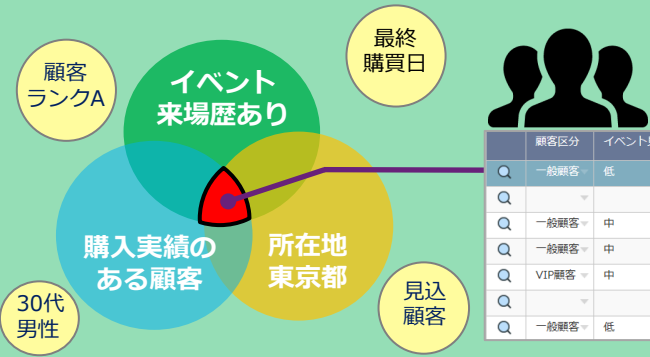 顧客
ランクA
イベント
来場歴あり
最終
購買日
購入実績の
ある顧客
所在地
東京都
30代
男性
見込
顧客
顧客区分 イベント
一般顧客 低
一般顧客 中
一般顧客 中
VIP顧客 中
一般顧客 低